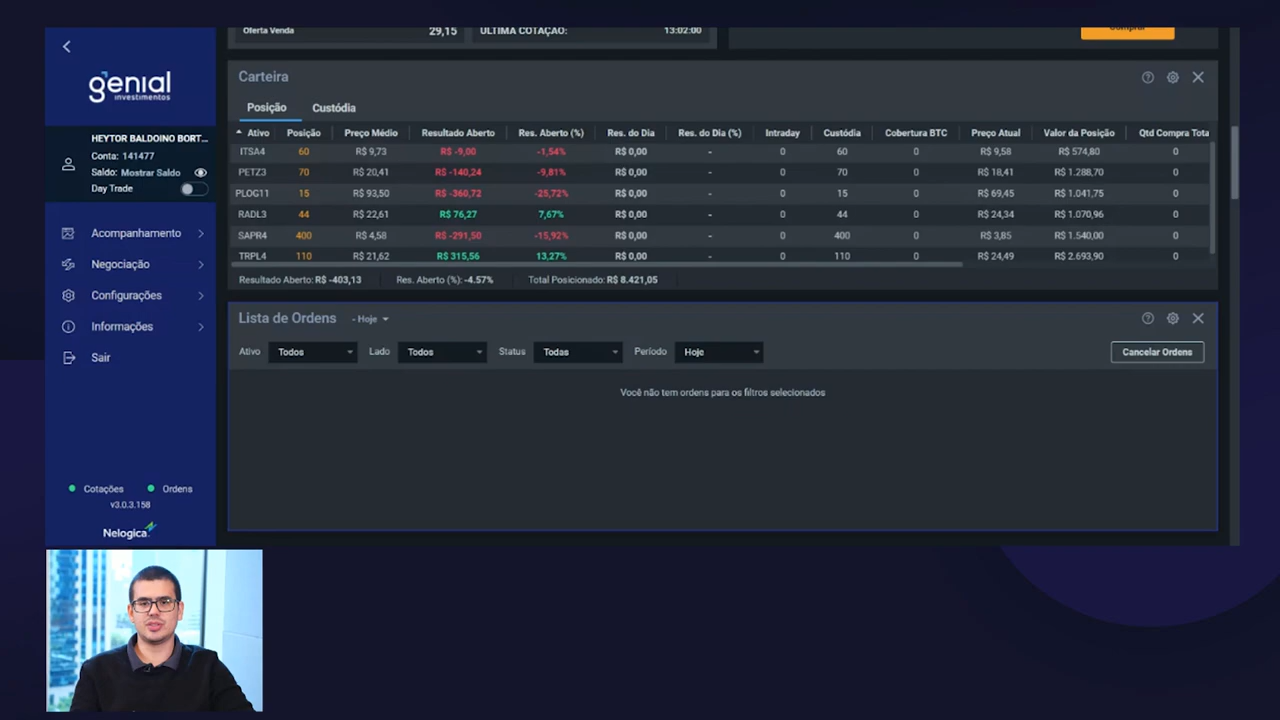 Oferta Venda 29,15 ÚLTIMA COTAÇÃO: 13:02:00
Comprar
genial
investimentos
HEYTOR BALDOINO BORT...
Conta: 141477
Saldo: Mostrar Saldo
Day Trade
Acompanhamento
Negociação
Configurações
Informações
Sair
Cotações Ordens
v3.0.3.158
Nelogica
Carteira
Posição Custódia
Ativo Posição Preço Médio Resultado Aberto Res. Aberto (%) Res. do Dia Res. do Dia (%) Intraday Custódia Cobertura BTC Preço Atual Valor da Posição Qtd Compra Tota
ITSA4 60 R$ 9,73 R$ -9,00 -1,54% R$ 0,00 - 0 60 0 R$ 9,58 R$ 574,80 0
PETZ3 70 R$ 20,41 R$ -140,24 -9,81% R$ 0,00 - 0 70 0 R$ 18,41 R$ 1.288,70 0
PLOG11 15 R$ 93,50 R$ -360,72 -25,72% R$ 0,00 - 0 15 0 R$ 69,45 R$ 1.041,75 0
RADL3 44 R$ 22,61 R$ 76,27 7,67% R$ 0,00 - 0 44 0 R$ 24,34 R$ 1.070,96 0
SAPR4 400 R$ 4,58 R$ -291,50 -15,92% R$ 0,00 - 0 400 0 R$ 3,85 R$ 1.540,00 0
TRPL4 110 R$ 21,62 R$ 315,56 13,27% R$ 0,00 - 0 110 0 R$ 24,49 R$ 2.693,90 0
Resultado Aberto: R$ -403,13 Res. Aberto (%): -4.57% Total Posicionado: R$ 8.421,05
Lista de Ordens - Hoje
Ativo Todos Lado Todos Status Todas Período Hoje Cancelar Ordens
Você não tem ordens para os filtros selecionados